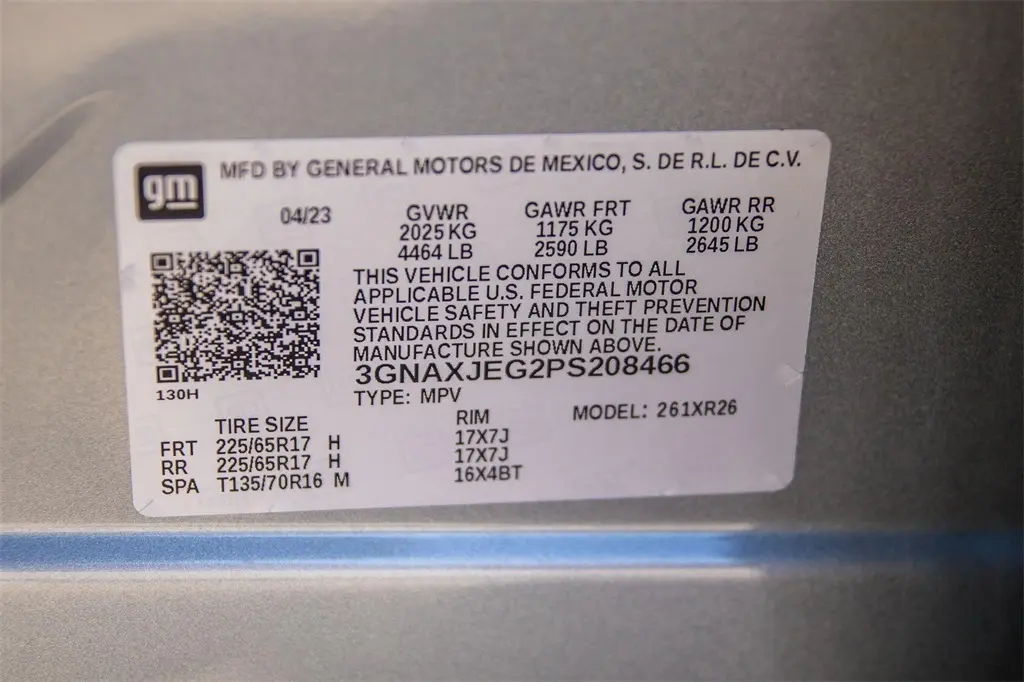 gm MFD BY GENERAL MOTORS DE MEXICO, S. DE R.L. DE C.V.
04/23 GVWR GAWR FRT GAWR RR
2025 KG 1175 KG 1200 KG
4464 LB 2590 LB 2645 LB
THIS VEHICLE CONFORMS TO ALL
APPLICABLE U.S. FEDERAL MOTOR
VEHICLE SAFETY AND THEFT PREVENTION
STANDARDS IN EFFECT ON THE DATE OF
MANUFACTURE SHOWN ABOVE.
3GNAXJEG2PS208466
130H
TYPE: MPV
MODEL: 261XR26
TIRE SIZE RIM
FRT 225/65R17 H 17X7J
RR 225/65R17 H 17X7J
SPA T135/70R16 M 16X4BT